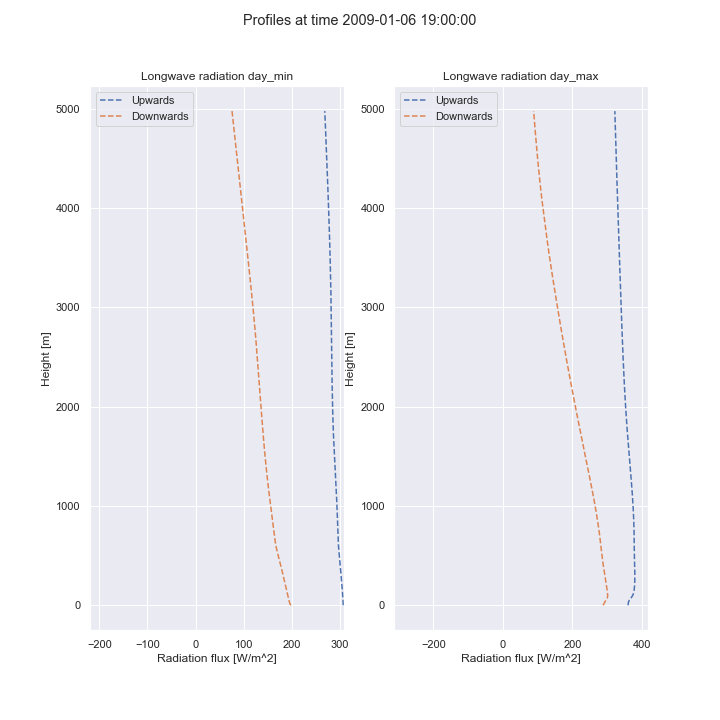 Profiles at time 2009-01-06 19:00:00
Longwave radiation day_min
Upwards
Downwards
5000
4000
3000
2000
1000
0
Height [m]
−200 −100 0 100 200 300
Radiation flux [W/m^2]
Longwave radiation day_max
Upwards
Downwards
5000
4000
3000
2000
1000
0
Height [m]
−200 0 200 400
Radiation flux [W/m^2]